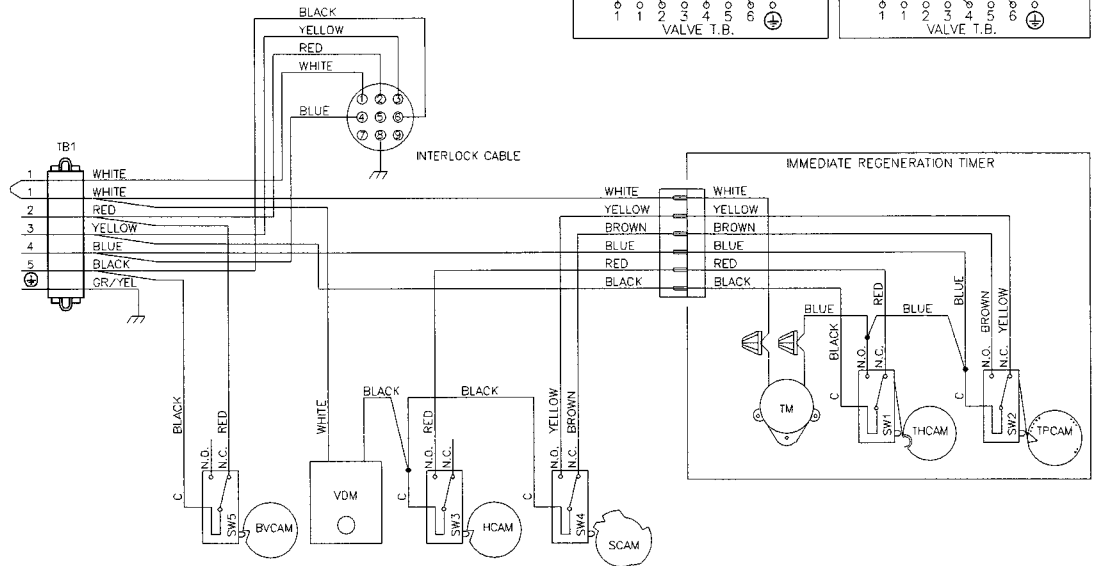 BLACK
YELLOW
RED
WHITE
BLUE
1 2 3
4 5 6
7 8 9
INTERLOCK CABLE
1 1 2 3 4 5 6
VALVE T.B.
1 1 2 3 4 5 6
VALVE T.B.
TB1
1 WHITE
1 WHITE
2 RED
3 YELLOW
4 BLUE
5 BLACK
GR/YEL
IMMEDIATE REGENERATION TIMER
WHITE WHITE
YELLOW YELLOW
BROWN BROWN
BLUE BLUE
RED RED
BLACK BLACK
BLUE
BLACK
N.O.
RED
N.C.
BLUE
BLUE
BROWN
N.O.
YELLOW
N.C.
TM
C
SW1
THCAM
C
SW2
TPCAM
BLACK
RED
C
N.O.
N.C.
SW5
BVCAM
WHITE
VDM
BLACK
C
RED
N.O.
N.C.
SW3
HCAM
BLACK
C
YELLOW
N.O.
BROWN
N.C.
SW4
SCAM